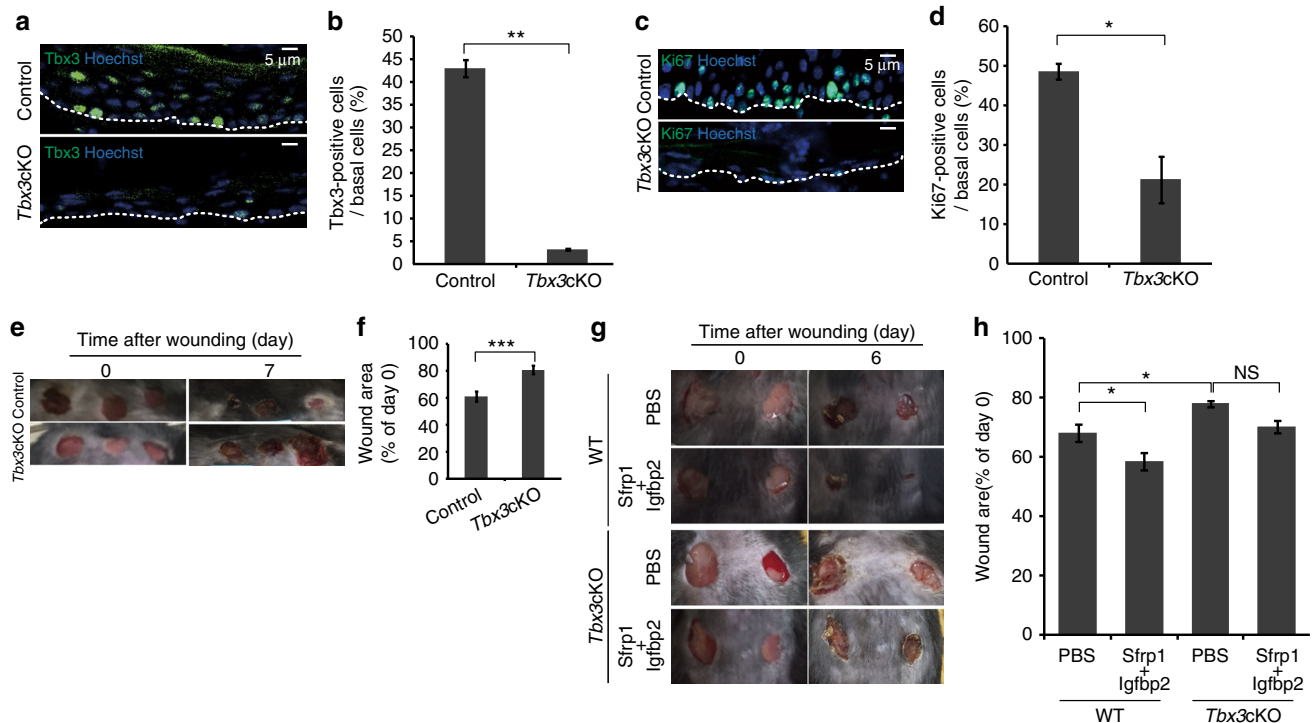 a
Tbx3 Hoechst
5 µm
Control
Tbx3 Hoechst
Tbx3cKO
b
**
Tbx3-positive cells
/ basal cells (%)
50
45
40
35
30
25
20
15
10
5
0
Control
Tbx3cKO
c
Ki67 Hoechst
5 µm
Control
Ki67 Hoechst
Tbx3cKO
d
*
Ki67-positive cells
/ basal cells (%)
60
50
40
30
20
10
0
Control
Tbx3cKO
e
Time after wounding (day)
0 7
Control
Tbx3cKO
f
***
Wound area
(% of day 0)
100
80
60
40
20
0
Control
Tbx3cKO
g
Time after wounding (day)
0 6
WT
PBS
Sfrp1
+
Igfbp2
Tbx3cKO
PBS
Sfrp1
+
Igfbp2
h
Wound are(% of day 0)
100
80
60
40
20
0
*
*
NS
PBS
Sfrp1
+
Igfbp2
PBS
Sfrp1
+
Igfbp2
WT
Tbx3cKO